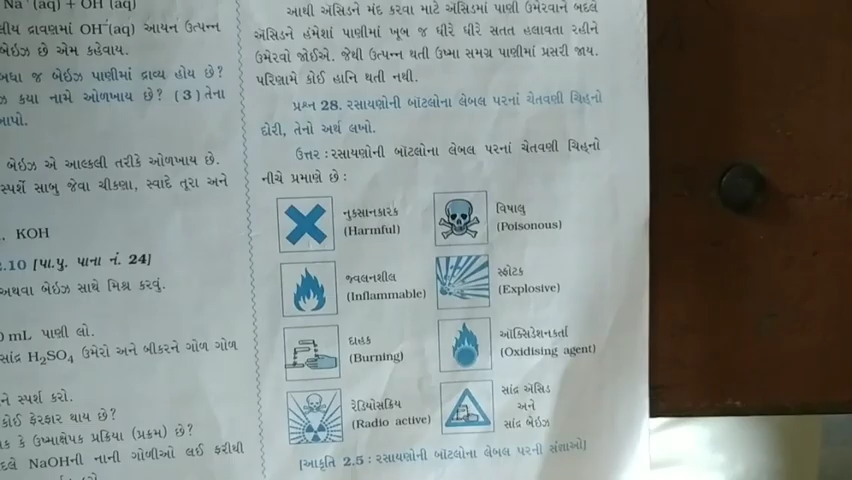 Na⁺(aq) + OH⁻(aq)
દ્રાવણમાં OH⁻(aq) આયન ઉત્પન્ન
બેઇઝ છે એમ કહેવાય.
બધા જ બેઇઝ પાણીમાં દ્રાવ્ય હોય છે?
કયા નામે ઓળખાય છે? (3) તેના
આપો.
બેઇઝ એ આલ્કલી તરીકે ઓળખાય છે.
સ્પર્શે સાબુ જેવા ચીકણા, સ્વાદે તૂરા અને
KOH
2.10 [પા.પુ. પાના નં. 24]
અથવા બેઇઝ સાથે મિશ્ર કરવું.
mL પાણી લો.
સાંદ્ર H₂SO₄ ઉમેરો અને બીકરને ગોળ ગોળ
ને સ્પર્શ કરો.
કોઈ ફેરફાર થાય છે?
કે ઉષ્માક્ષેપક પ્રક્રિયા (પ્રક્રમ) છે?
NaOHની નાની ગોળીઓ લઈ ફરીથી
આથી ઍસિડને મંદ કરવા માટે ઍસિડમાં પાણી ઉમેરવાને બદલે
ઍસિડને હંમેશાં પાણીમાં ખૂબ જ ધીરે ધીરે સતત હલાવતા રહીને
ઉમેરવો જોઈએ. જેથી ઉત્પન્ન થતી ઉષ્મા સમગ્ર પાણીમાં પ્રસરી જાય.
પરિણામે કોઈ હાનિ થતી નથી.
પ્રશ્ન 28. રસાયણોની બૉટલોના લેબલ પરનાં ચેતવણી ચિહ્નો
દોરી, તેનો અર્થ લખો.
ઉત્તર : રસાયણોની બૉટલોના લેબલ પરનાં ચેતવણી ચિહ્નો
નીચે પ્રમાણે છે :
નુકસાનકારક
(Harmful)
વિષાલુ
(Poisonous)
જ્વલનશીલ
(Inflammable)
સ્ફોટક
(Explosive)
દાહક
(Burning)
ઑક્સિડેશનકર્તા
(Oxidising agent)
રેડિયોસક્રિય
(Radio active)
સાંદ્ર ઍસિડ
અને
સાંદ્ર બેઇઝ
[આકૃતિ 2.5 : રસાયણોની બૉટલોના લેબલ પરની સંજ્ઞાઓ]